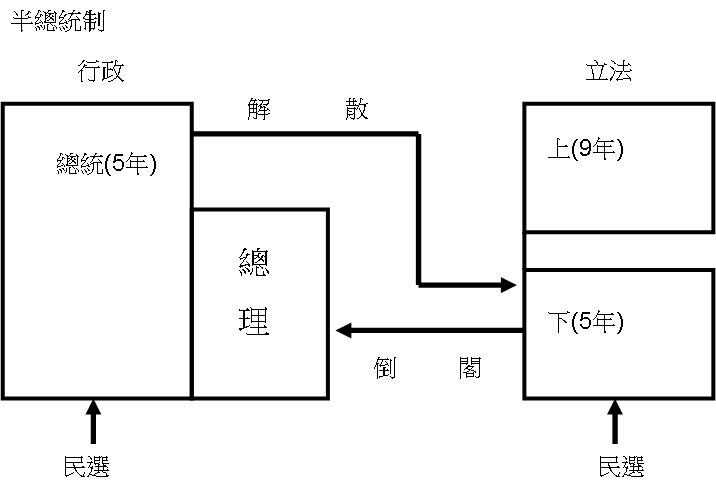 半總統制
行政
立法
解 散
總統(5年)
上(9年)
總
理
下(5年)
倒 閣
民選
民選